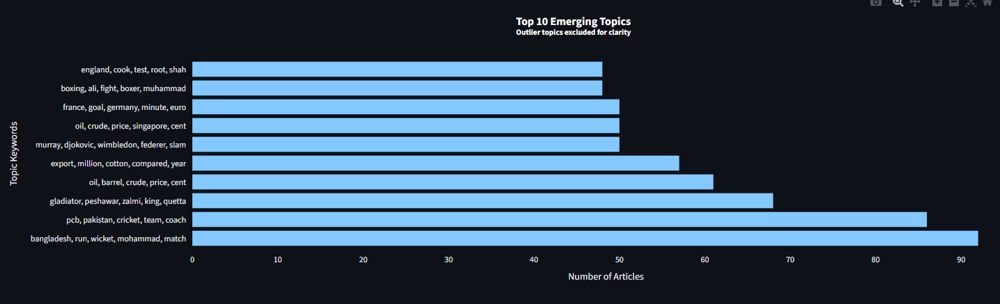 Top 10 Emerging Topics
Outlier topics excluded for clarity
Topic Keywords
england, cook, test, root, shah
boxing, ali, fight, boxer, muhammad
france, goal, germany, minute, euro
oil, crude, price, singapore, cent
murray, djokovic, wimbledon, federer, slam
export, million, cotton, compared, year
oil, barrel, crude, price, cent
gladiator, peshawar, zalmi, king, quetta
pcb, pakistan, cricket, team, coach
bangladesh, run, wicket, mohammad, match
0 10 20 30 40 50 60 70 80 90
Number of Articles